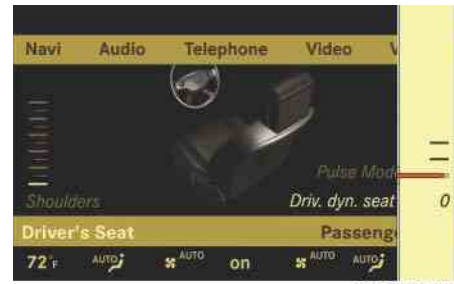 Navi Audio Telephone Video V
Pulse Mod
Shoulders Driv. dyn. seat 0
Driver's Seat Passeng
72°F AUTO AUTO on AUTO AUTO